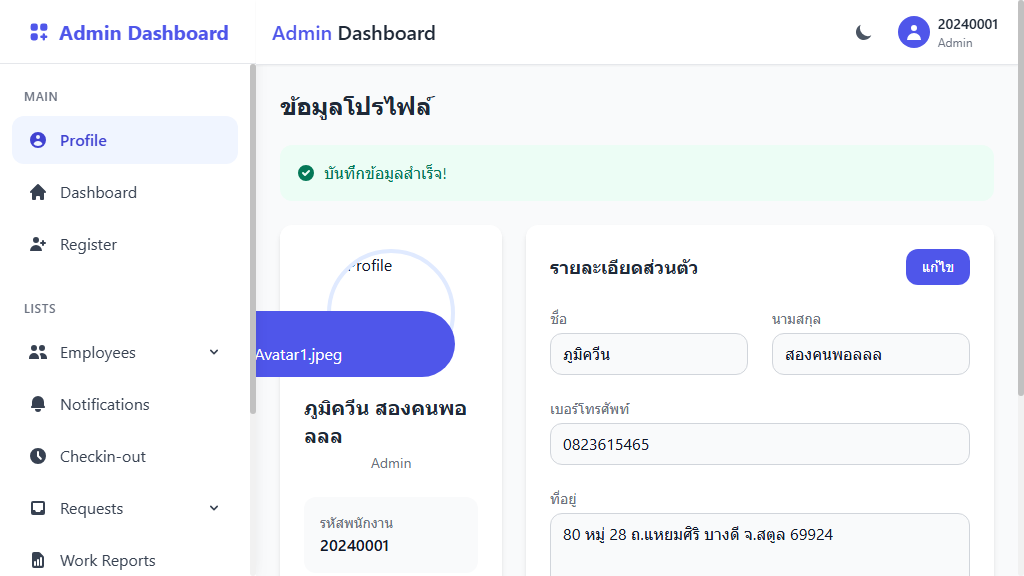 Admin Dashboard
Admin Dashboard
20240001
Admin
MAIN
Profile
Dashboard
Register
LISTS
Employees
Notifications
Checkin-out
Requests
Work Reports
ข้อมูลโปรไฟล์
บันทึกข้อมูลสำเร็จ!
Profile
Avatar1.jpeg
ภูมิควีน สองคนพอ
ลลล
Admin
รหัสพนักงาน
20240001
รายละเอียดส่วนตัว
แก้ไข
ชื่อ
นามสกุล
ภูมิควีน
สองคนพอลลล
เบอร์โทรศัพท์
0823615465
ที่อยู่
80 หมู่ 28 ถ.แหยมศิริ บางดี จ.สตูล 69924